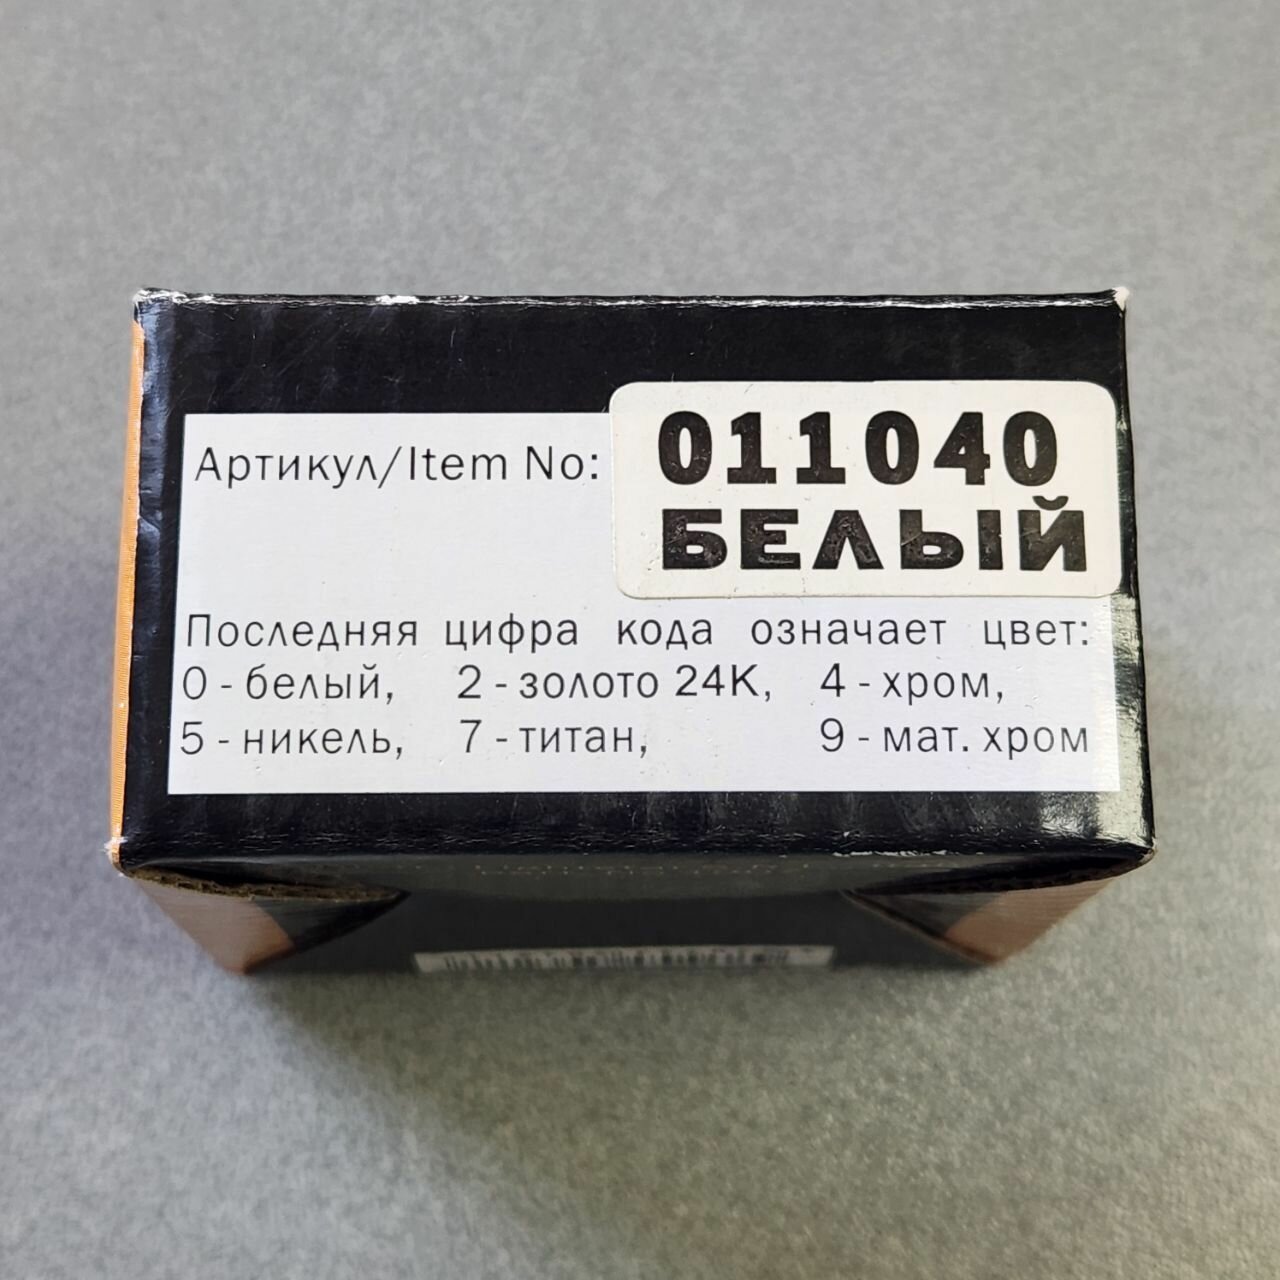 Артикул/Item No: 011040
БЕЛЫЙ
Последняя цифра кода означает цвет:
0 - белый, 2 - золото 24К, 4 - хром,
5 - никель, 7 - титан, 9 - мат. хром